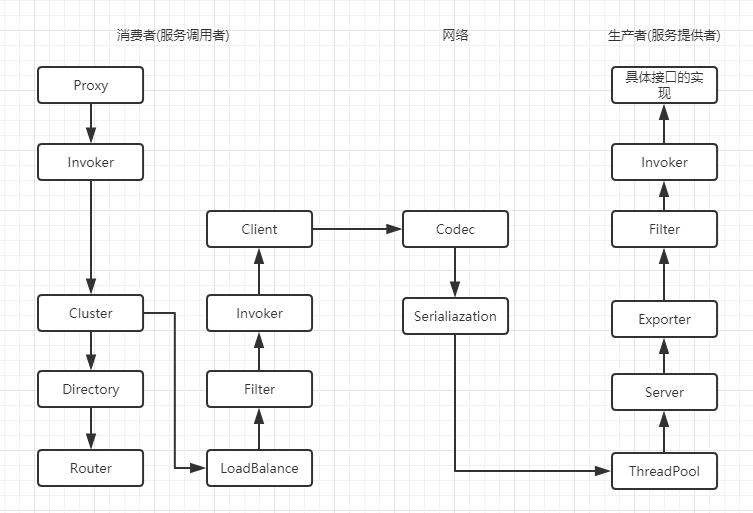 消费者(服务调用者)
网络
生产者(服务提供者)
Proxy
Invoker
Cluster
Directory
Router
Client
Invoker
Filter
LoadBalance
Codec
Serialiazation
具体接口的实
现
Invoker
Filter
Exporter
Server
ThreadPool